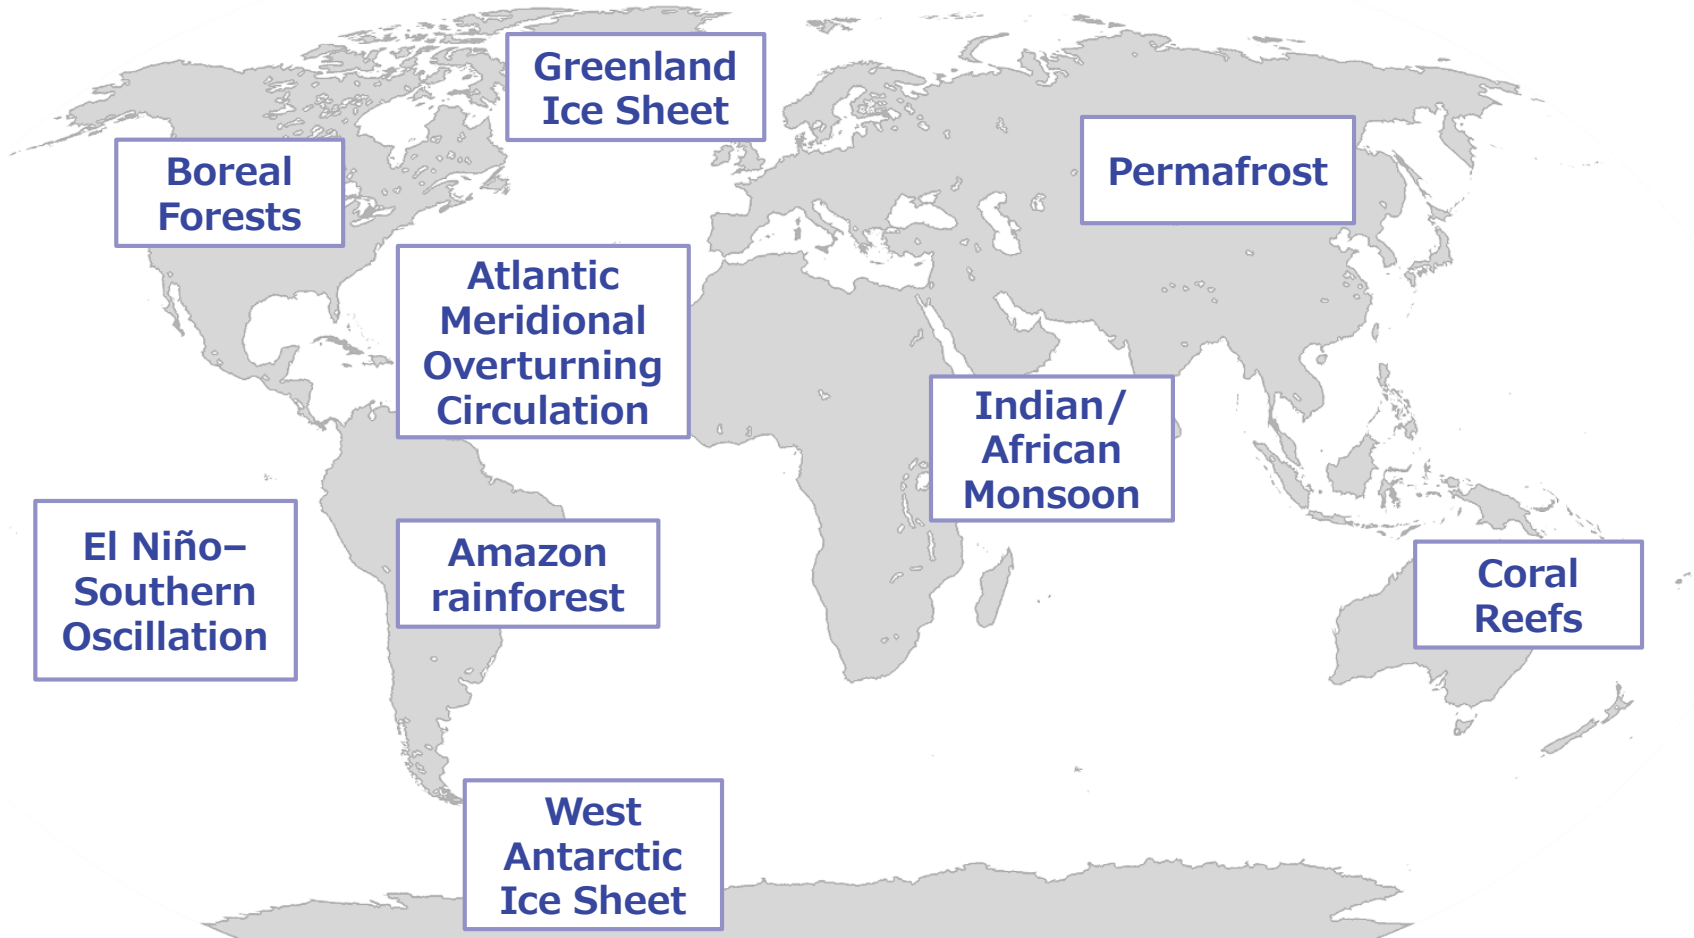 Greenland
Ice Sheet
Boreal
Forests
Permafrost
Atlantic
Meridional
Overturning
Circulation
Indian/
African
Monsoon
El Niño–
Southern
Oscillation
Amazon
rainforest
Coral
Reefs
West
Antarctic
Ice Sheet